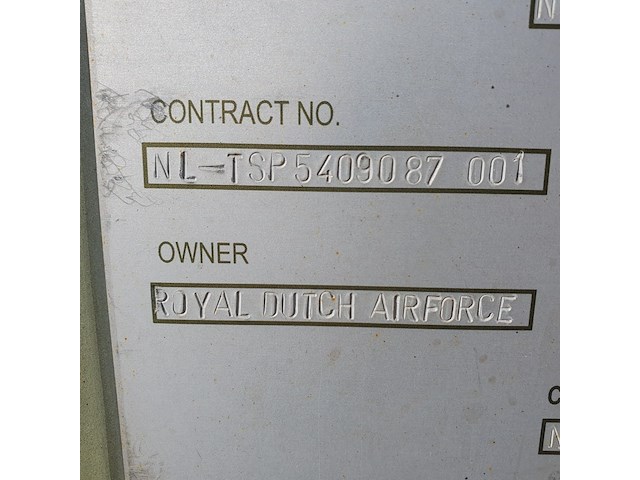 N
CONTRACT NO.
NL-TSP5409087 001
OWNER
ROYAL DUTCH AIRFORCE
C
N